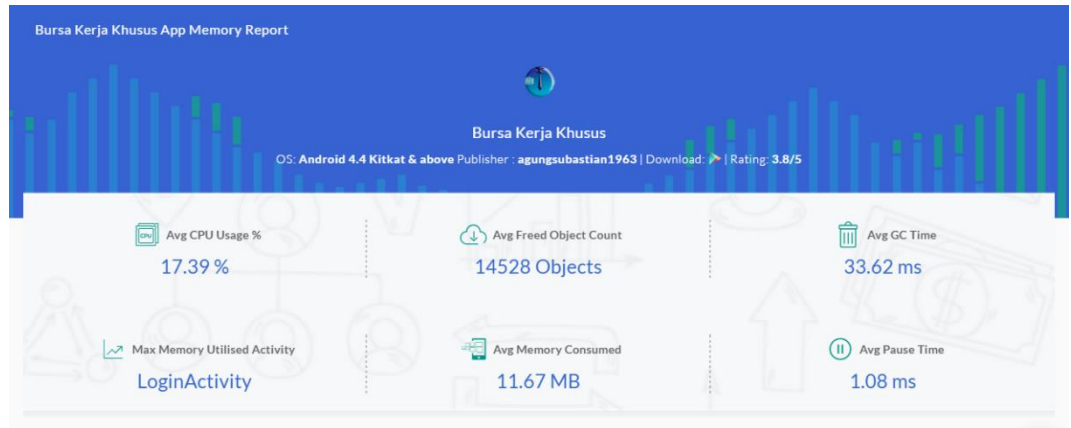 Bursa Kerja Khusus App Memory Report
Bursa Kerja Khusus
OS: Android 4.4 Kitkat & above Publisher : agungsubastian1963 | Download: | Rating: 3.8/5
CPU Avg CPU Usage %
17.39 %
Avg Freed Object Count
14528 Objects
Avg GC Time
33.62 ms
Max Memory Utilised Activity
LoginActivity
Avg Memory Consumed
11.67 MB
Avg Pause Time
1.08 ms